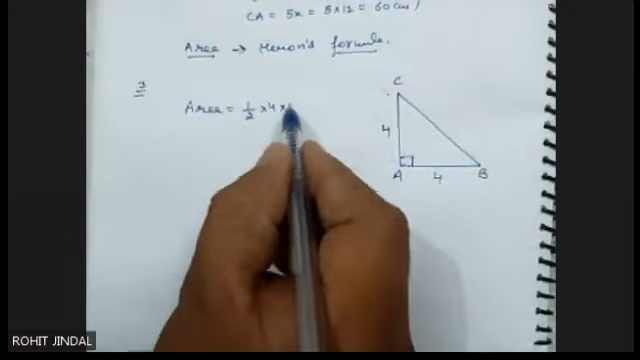 CA = 5x = 5×12 = 60 cm /
Area → Heron's formula.
3
C
Area = 1/2 ×4×
4
A 4 B
ROHIT JINDAL